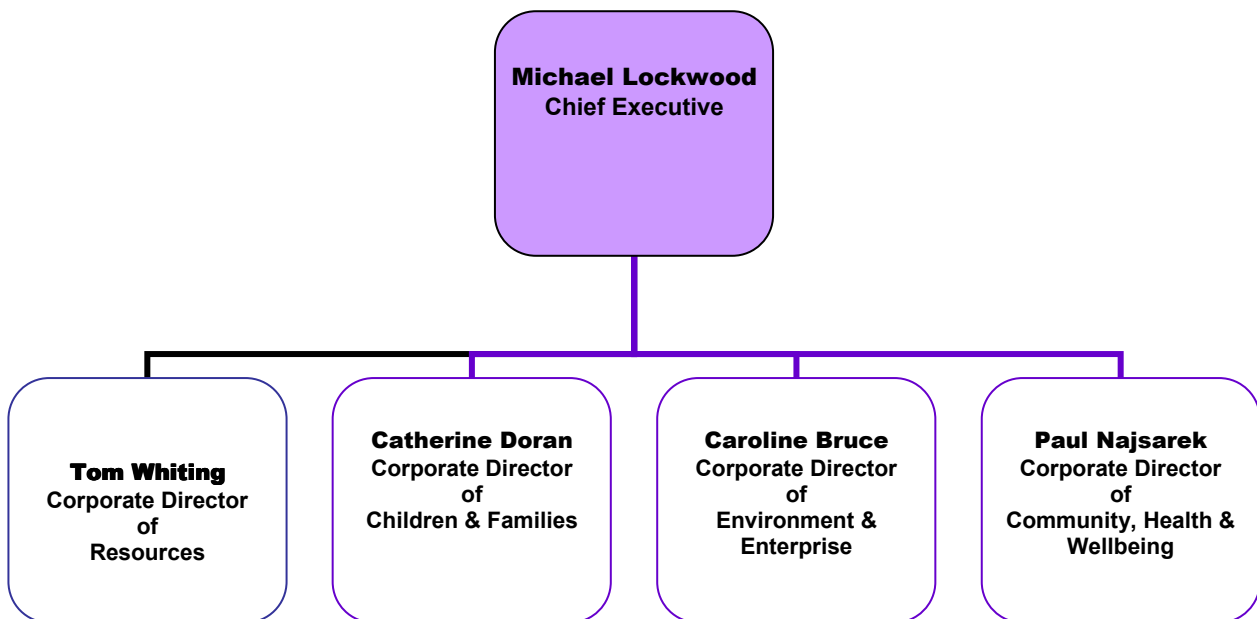 Michael Lockwood
Chief Executive
Tom Whiting
Corporate Director
of
Resources
Catherine Doran
Corporate Director
of
Children & Families
Caroline Bruce
Corporate Director
of
Environment &
Enterprise
Paul Najsarek
Corporate Director
of
Community, Health &
Wellbeing